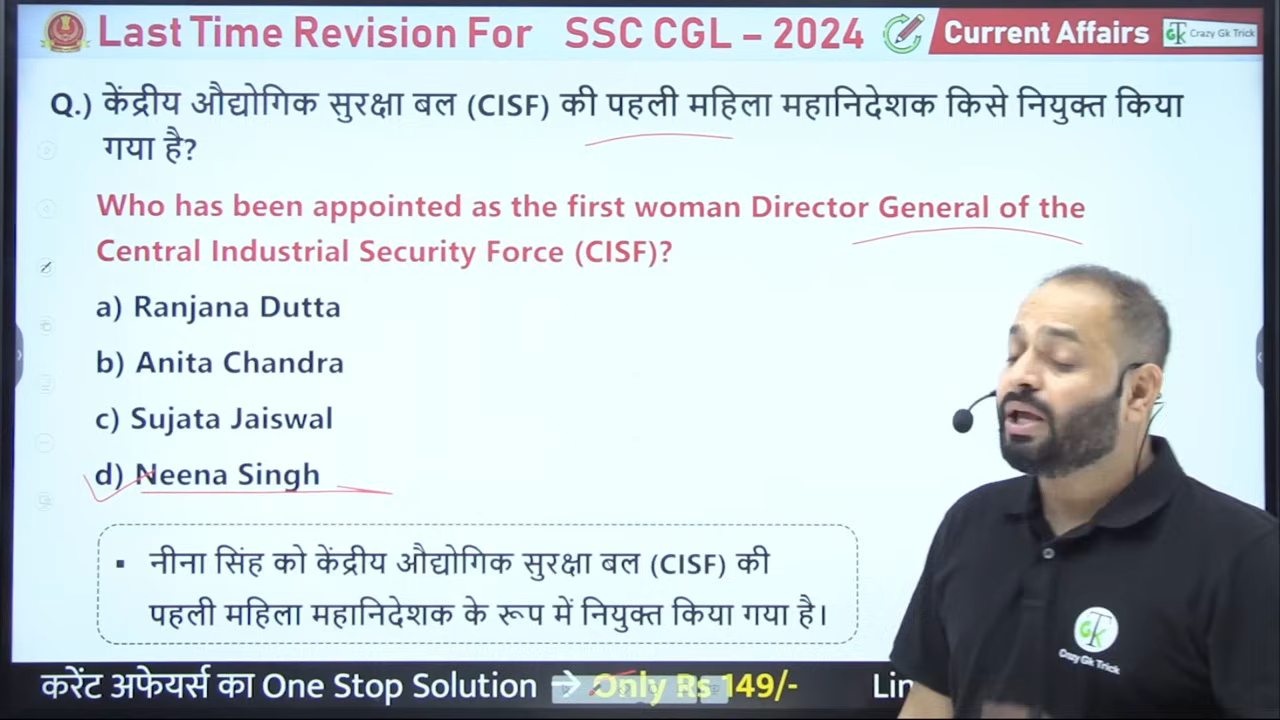 Last Time Revision For SSC CGL – 2024
Current Affairs
Crazy Gk Trick
Q.) केंद्रीय औद्योगिक सुरक्षा बल (CISF) की पहली महिला महानिदेशक किसे नियुक्त किया
गया है?
Who has been appointed as the first woman Director General of the
Central Industrial Security Force (CISF)?
a) Ranjana Dutta
b) Anita Chandra
c) Sujata Jaiswal
d) Neena Singh
▪ नीना सिंह को केंद्रीय औद्योगिक सुरक्षा बल (CISF) की
पहली महिला महानिदेशक के रूप में नियुक्त किया गया है।
Crazy Gk Trick
करेंट अफेयर्स का One Stop Solution → Only Rs 149/- Lin